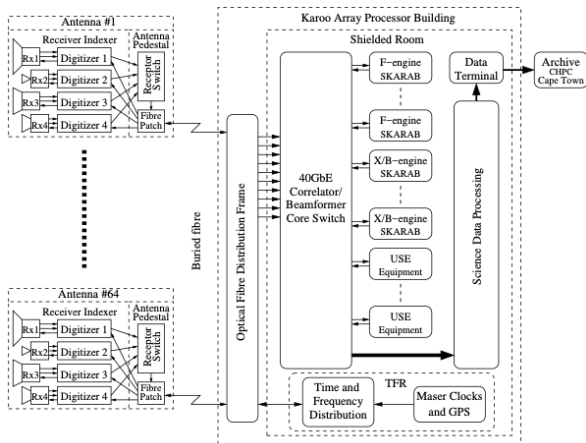 Karoo Array Processor Building
Antenna #1
Receiver Indexer
Antenna
Pedestal
Rx1
Digitizer 1
Rx2
Digitizer 2
Rx3
Digitizer 3
Rx4
Digitizer 4
Receptor
Switch
Fibre
Patch
Buried fibre
Antenna #64
Receiver Indexer
Antenna
Pedestal
Rx1
Digitizer 1
Rx2
Digitizer 2
Rx3
Digitizer 3
Rx4
Digitizer 4
Receptor
Switch
Fibre
Patch
Optical Fibre Distribution Frame
Shielded Room
40GbE
Correlator/
Beamformer
Core Switch
F−engine
SKARAB
F−engine
SKARAB
X/B−engine
SKARAB
X/B−engine
SKARAB
USE
Equipment
USE
Equipment
Data
Terminal
Science Data Processing
Archive
CHPC
Cape Town
TFR
Time and
Frequency
Distribution
Maser Clocks
and GPS